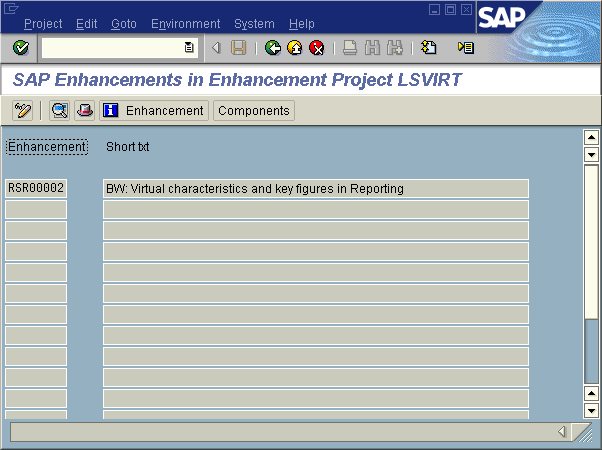 Project Edit Goto Environment System Help
SAP
SAP Enhancements in Enhancement Project LSVIRT
Enhancement Components
Enhancement Short txt
RSR00002 BW: Virtual characteristics and key figures in Reporting